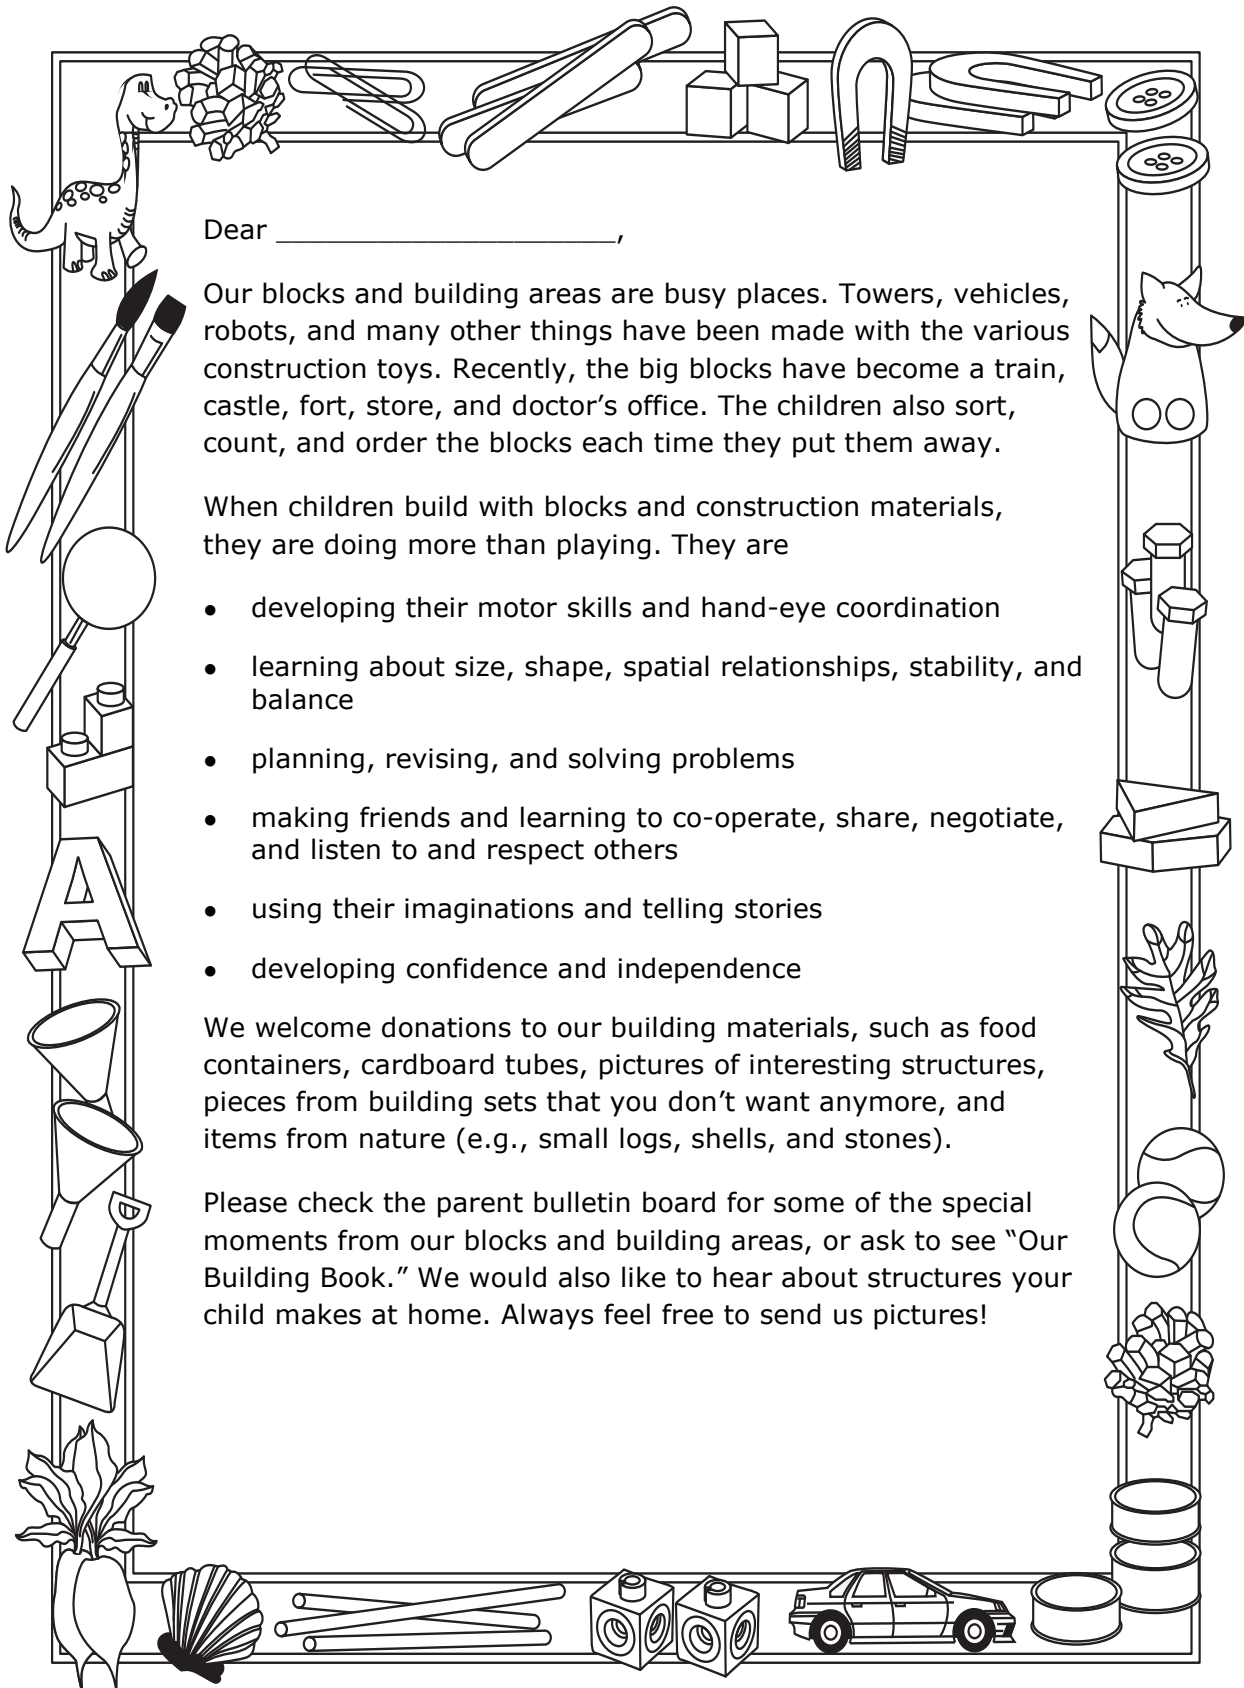 Dear ______________________,
Our blocks and building areas are busy places. Towers, vehicles,
robots, and many other things have been made with the various
construction toys. Recently, the big blocks have become a train,
castle, fort, store, and doctor’s office. The children also sort,
count, and order the blocks each time they put them away.
When children build with blocks and construction materials,
they are doing more than playing. They are
• developing their motor skills and hand-eye coordination
• learning about size, shape, spatial relationships, stability, and
balance
• planning, revising, and solving problems
• making friends and learning to co-operate, share, negotiate,
and listen to and respect others
• using their imaginations and telling stories
• developing confidence and independence
We welcome donations to our building materials, such as food
containers, cardboard tubes, pictures of interesting structures,
pieces from building sets that you don’t want anymore, and
items from nature (e.g., small logs, shells, and stones).
Please check the parent bulletin board for some of the special
moments from our blocks and building areas, or ask to see “Our
Building Book.” We would also like to hear about structures your
child makes at home. Always feel free to send us pictures!
A